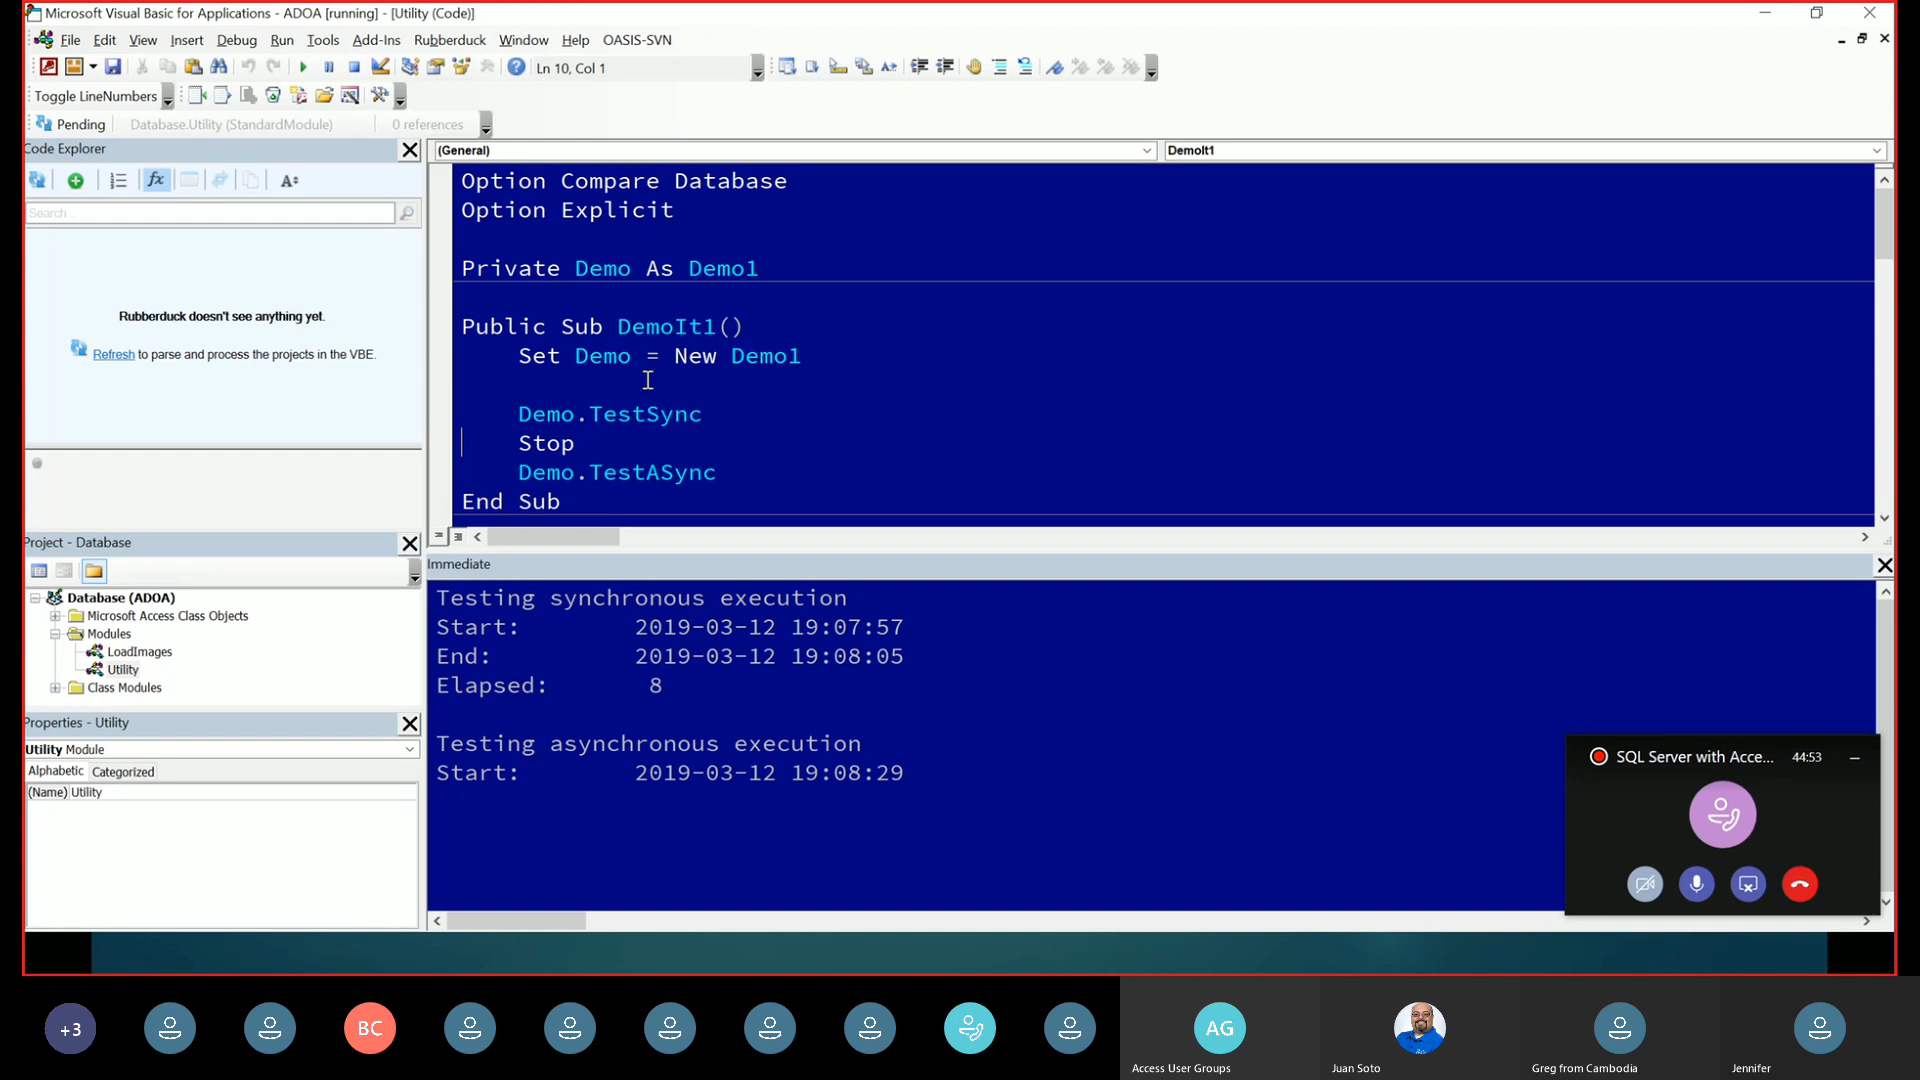 Microsoft Visual Basic for Applications - ADOA [running] - [Utility (Code)]
File Edit View Insert Debug Run Tools Add-Ins Rubberduck Window Help OASIS-SVN
Ln 10, Col 1
Toggle LineNumbers
Pending Database.Utility (StandardModule) 0 references
Code Explorer
(General) DemoIt1
Search...
Rubberduck doesn't see anything yet.
Refresh to parse and process the projects in the VBE.
Option Compare Database
Option Explicit
Private Demo As Demo1
Public Sub DemoIt1()
Set Demo = New Demo1
Demo.TestSync
Stop
Demo.TestASync
End Sub
Project - Database
Database (ADOA)
Microsoft Access Class Objects
Modules
LoadImages
Utility
Class Modules
Properties - Utility
Utility Module
Alphabetic Categorized
(Name) Utility
Immediate
Testing synchronous execution
Start: 2019-03-12 19:07:57
End: 2019-03-12 19:08:05
Elapsed: 8
Testing asynchronous execution
Start: 2019-03-12 19:08:29
SQL Server with Acce... 44:53
+3
BC
AG
Access User Groups
Juan Soto
Greg from Cambodia
Jennifer